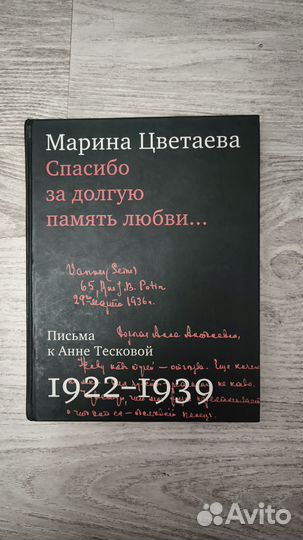 Марина Цветаева
Спасибо
за долгую
память любви...
Vanves (Seine)
65, Rue J. B. Potin
29го марта 1936 г.
Письма
к Анне Тесковой
Дорогая Анна Антоновна,
1922–1939
Avito